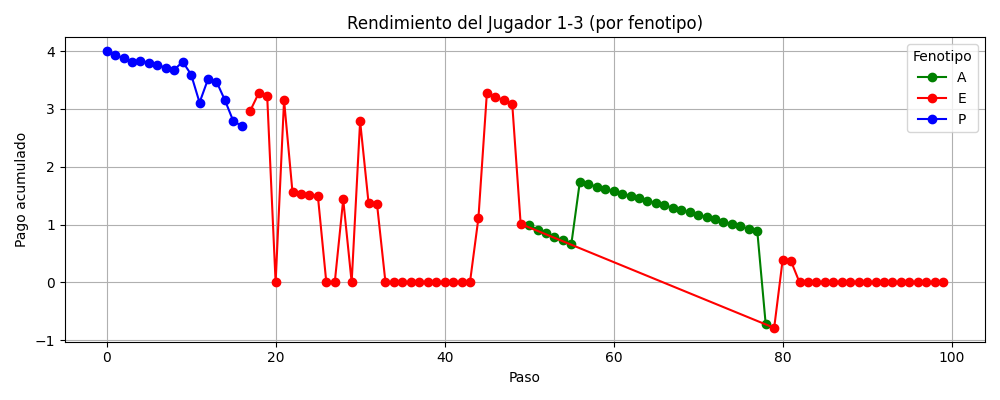 Rendimiento del Jugador 1-3 (por fenotipo)
Pago acumulado
4
3
2
1
0
−1
Fenotipo
A
E
P
0 20 40 60 80 100
Paso